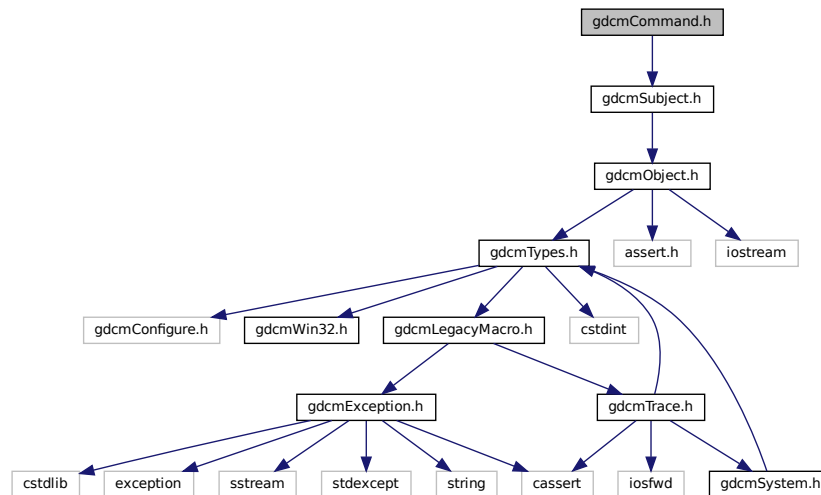 gdcmCommand.h
gdcmSubject.h
gdcmObject.h
gdcmTypes.h
assert.h
iostream
gdcmConfigure.h
gdcmWin32.h
gdcmLegacyMacro.h
cstdint
gdcmException.h
gdcmTrace.h
cstdlib
exception
sstream
stdexcept
string
cassert
iosfwd
gdcmSystem.h